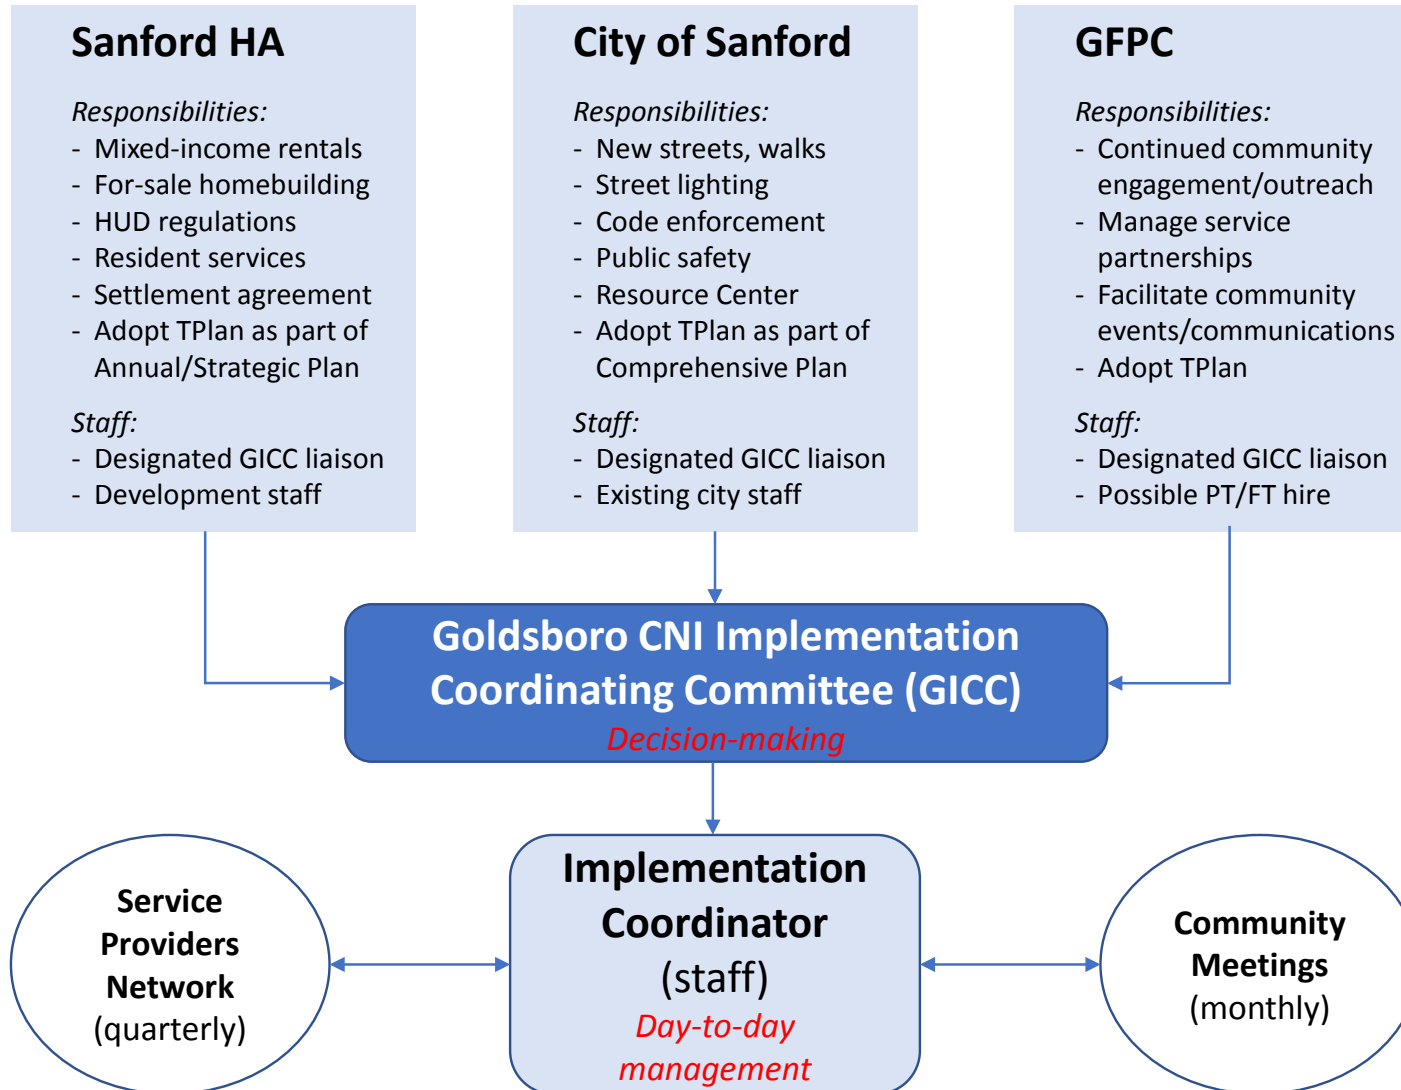 Sanford HA
Responsibilities:
- Mixed-income rentals
- For-sale homebuilding
- HUD regulations
- Resident services
- Settlement agreement
- Adopt TPlan as part of
Annual/Strategic Plan
Staff:
- Designated GICC liaison
- Development staff
City of Sanford
Responsibilities:
- New streets, walks
- Street lighting
- Code enforcement
- Public safety
- Resource Center
- Adopt TPlan as part of
Comprehensive Plan
Staff:
- Designated GICC liaison
- Existing city staff
GFPC
Responsibilities:
- Continued community
engagement/outreach
- Manage service
partnerships
- Facilitate community
events/communications
- Adopt TPlan
Staff:
- Designated GICC liaison
- Possible PT/FT hire
Goldsboro CNI Implementation
Coordinating Committee (GICC)
Decision-making
Service
Providers
Network
(quarterly)
Implementation
Coordinator
(staff)
Day-to-day
management
Community
Meetings
(monthly)